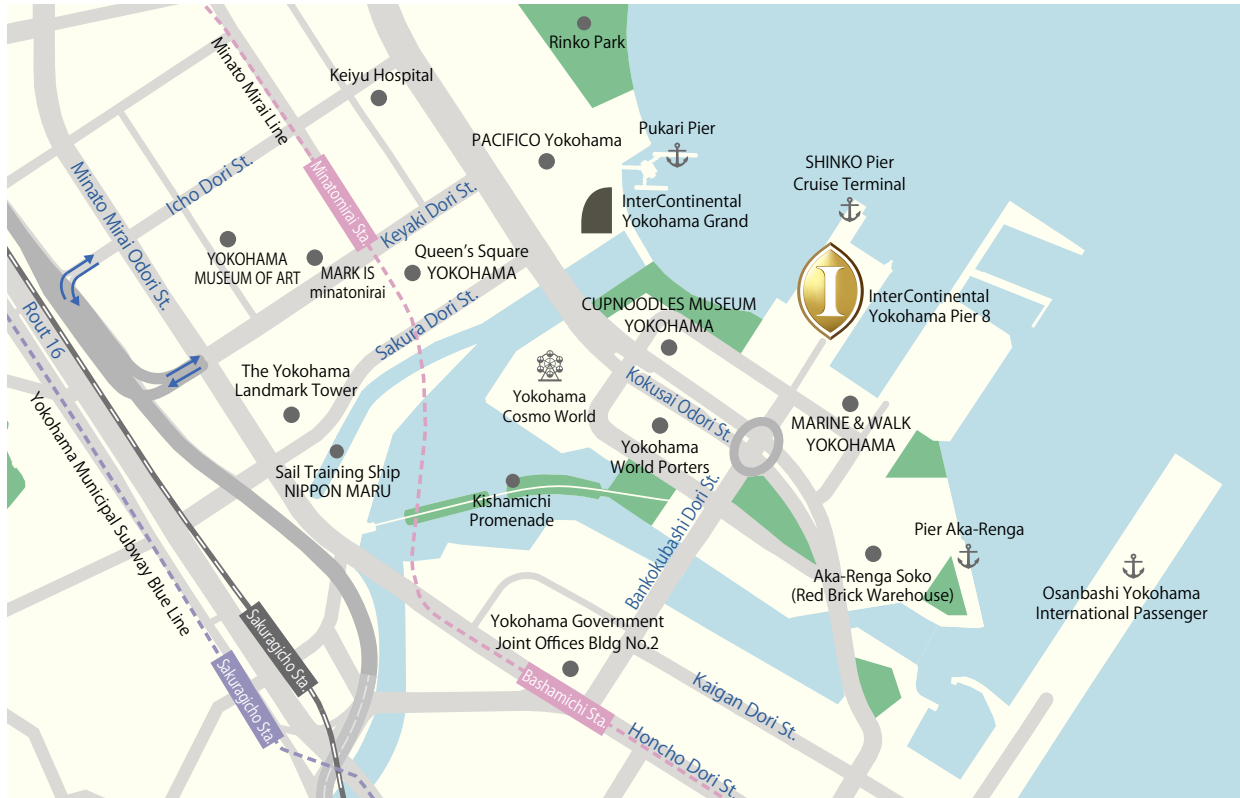 Rinko Park
Minato Mirai Line
Keiyu Hospital
Pukari Pier
PACIFICO Yokohama
SHINKO Pier
Cruise Terminal
Icho Dori St.
Minato Mirai Odori St.
Minatomirai Sta.
Keyaki Dori St.
InterContinental
Yokohama Grand
YOKOHAMA
MUSEUM OF ART
MARK IS
minatonirai
Queen's Square
YOKOHAMA
I
InterContinental
Yokohama Pier 8
CUPNOODLES MUSEUM
YOKOHAMA
Rout 16
Sakura Dori St.
The Yokohama
Landmark Tower
Yokohama
Cosmo World
Kokusai Odori St.
MARINE & WALK
YOKOHAMA
Yokohama
World Porters
Sail Training Ship
NIPPON MARU
Kishamichi
Promenade
Yokohama Municipal Subway Blue Line
Bankokubashi Dori St.
Pier Aka-Renga
Aka-Renga Soko
(Red Brick Warehouse)
Osanbashi Yokohama
International Passenger
Yokohama Government
Joint Offices Bldg No.2
Sakuragicho Sta.
Sakuragicho Sta.
Bashamichi Sta.
Kaigan Dori St.
Honcho Dori St.